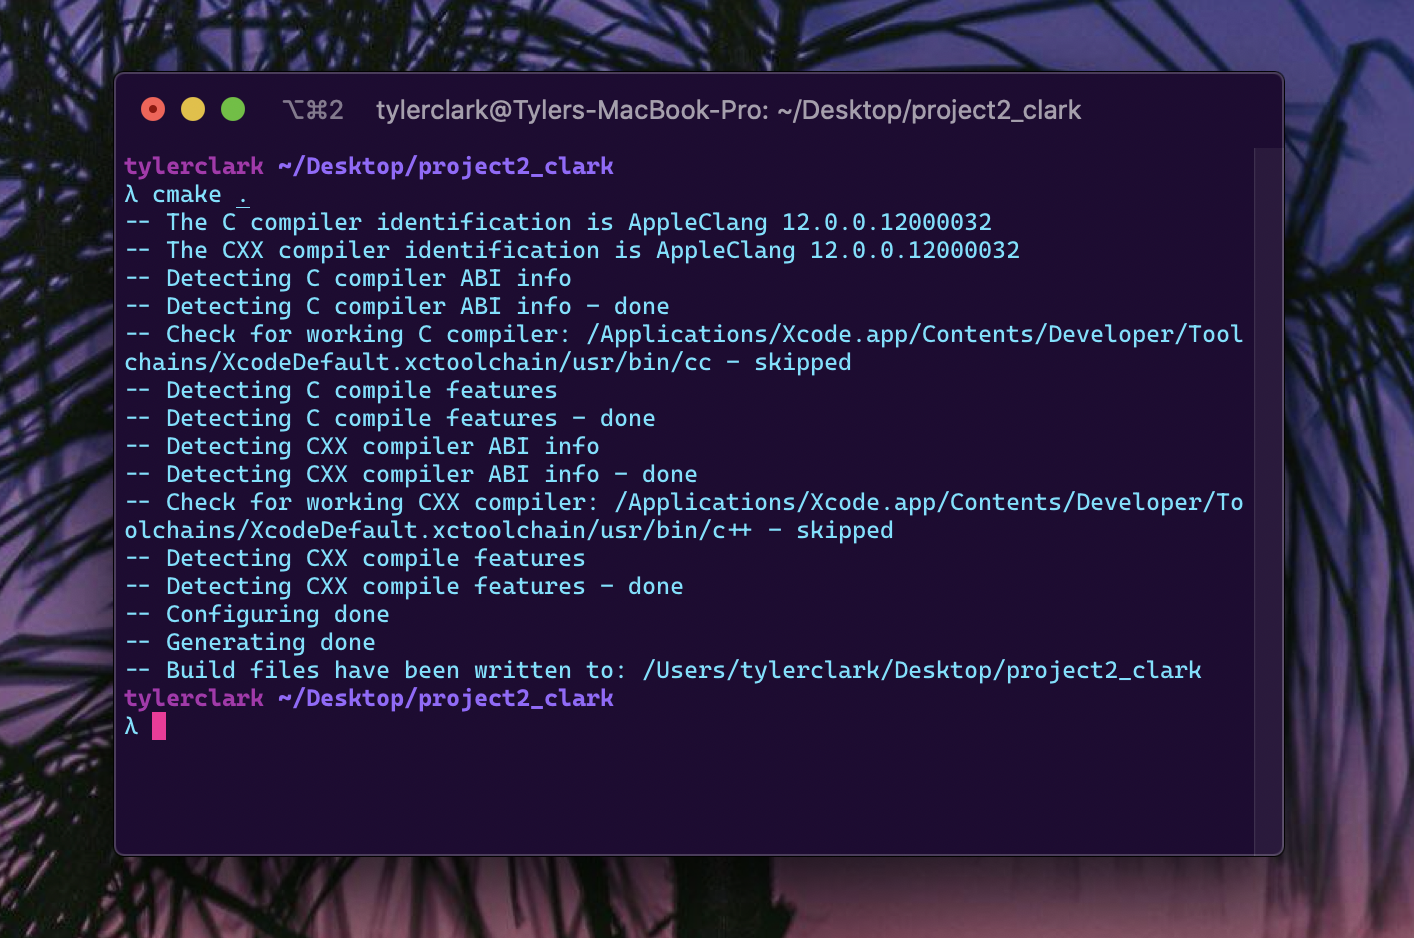 ⌥⌘2 tylerclark@Tylers-MacBook-Pro: ~/Desktop/project2_clark
tylerclark ~/Desktop/project2_clark
λ cmake .
-- The C compiler identification is AppleClang 12.0.0.12000032
-- The CXX compiler identification is AppleClang 12.0.0.12000032
-- Detecting C compiler ABI info
-- Detecting C compiler ABI info - done
-- Check for working C compiler: /Applications/Xcode.app/Contents/Developer/Tool
chains/XcodeDefault.xctoolchain/usr/bin/cc - skipped
-- Detecting C compile features
-- Detecting C compile features - done
-- Detecting CXX compiler ABI info
-- Detecting CXX compiler ABI info - done
-- Check for working CXX compiler: /Applications/Xcode.app/Contents/Developer/To
olchains/XcodeDefault.xctoolchain/usr/bin/c++ - skipped
-- Detecting CXX compile features
-- Detecting CXX compile features - done
-- Configuring done
-- Generating done
-- Build files have been written to: /Users/tylerclark/Desktop/project2_clark
tylerclark ~/Desktop/project2_clark
λ